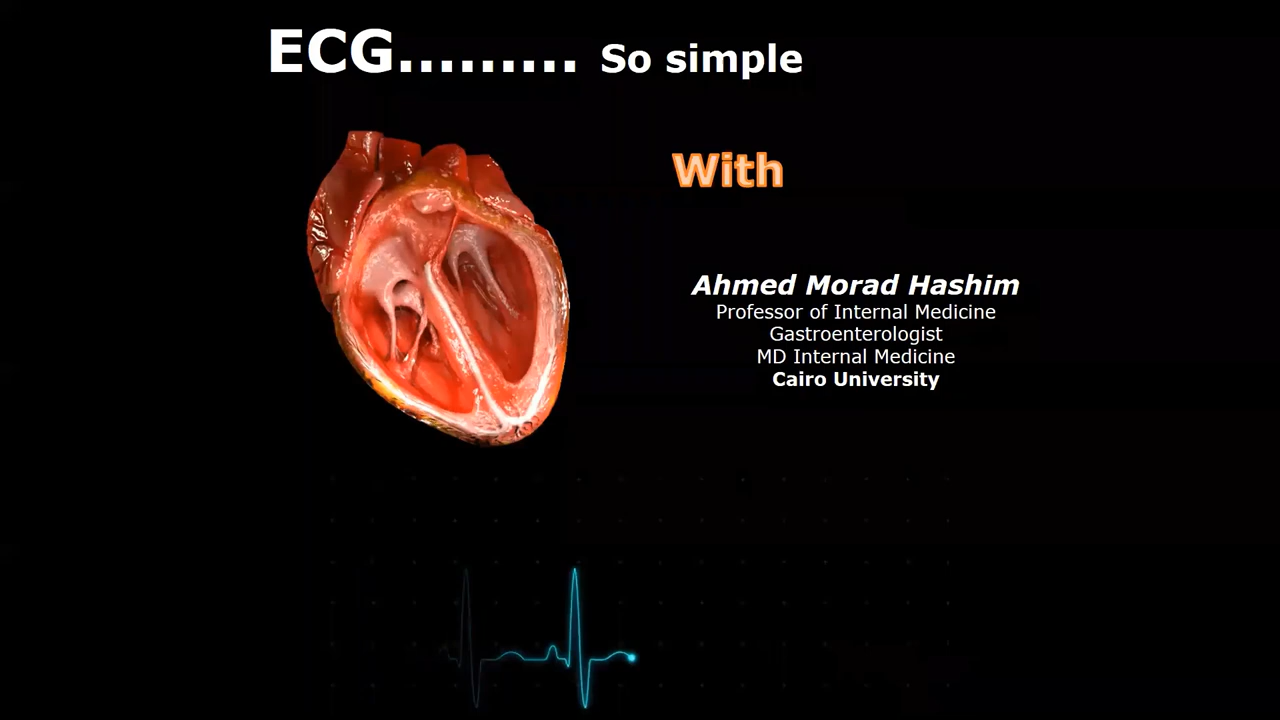 ECG......... So simple
With
Ahmed Morad Hashim
Professor of Internal Medicine
Gastroenterologist
MD Internal Medicine
Cairo University